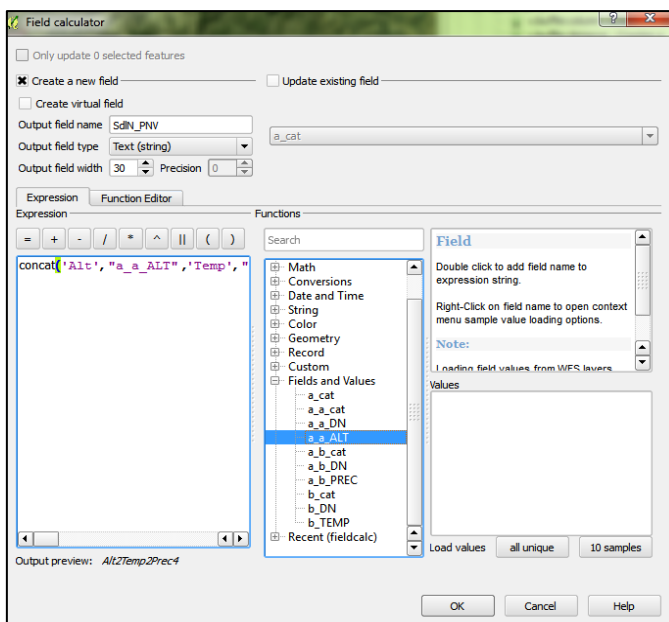 Field calculator
?
Only update 0 selected features
Create a new field
Update existing field
Create virtual field
Output field name SdlN_PNV
Output field type Text (string)
a_cat
Output field width 30 Precision 0
Expression Function Editor
Expression Functions
= + - / * ^ || ( )
Search
concat('Alt',"a_a_ALT" ,'Temp',"
Math
Conversions
Date and Time
String
Color
Geometry
Record
Custom
Fields and Values
a_cat
a_a_cat
a_a_DN
a_a_ALT
a_b_cat
a_b_DN
a_b_PREC
b_cat
b_DN
b_TEMP
Recent (fieldcalc)
Field
Double click to add field name to
expression string.
Right-Click on field name to open context
menu sample value loading options.
Note:
Loading field values from WFS layers
Values
Load values all unique 10 samples
Output preview: Alt2Temp2Prec4
OK Cancel Help